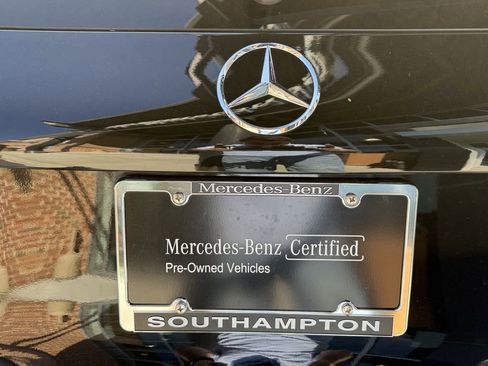 Mercedes-Benz
Mercedes-Benz Certified
Pre-Owned Vehicles
SOUTHAMPTON